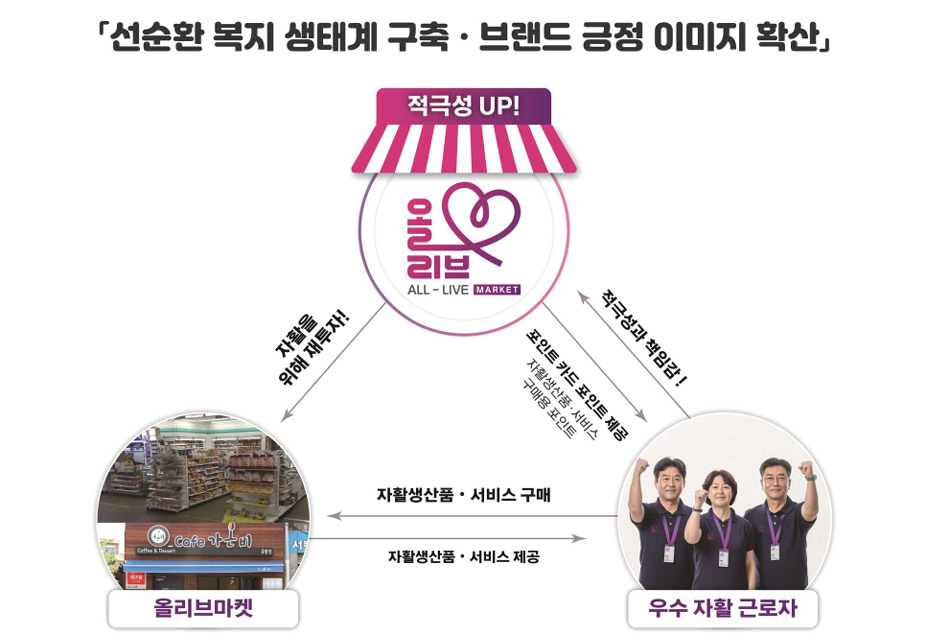 「선순환 복지 생태계 구축·브랜드 긍정 이미지 확산」
적극성 UP!
올
리브
ALL-LIVE MARKET
자활을
위해 재투자!
적극성과 책임감!
포인트 카드 포인트 제공
자활생산품·서비스
구매용 포인트
자활생산품·서비스 구매
자활생산품·서비스 제공
Cafe 가온비
Coffee & Dessert
올리브마켓
우수 자활 근로자